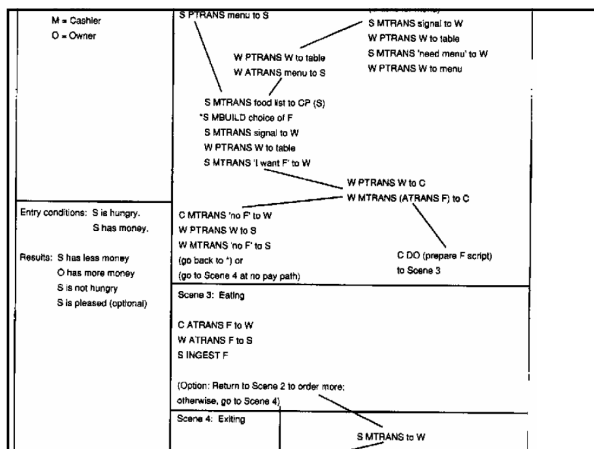 M = Cashier
O = Owner
Entry conditions: S is hungry.
S has money.
Results: S has less money
O has more money
S is not hungry
S is pleased (optional)
S PTRANS menu to S
S MTRANS signal to W
W PTRANS W to table
S MTRANS 'need menu' to W
W PTRANS W to menu
W PTRANS W to table
W ATRANS menu to S
S MTRANS food list to CP (S)
*S MBUILD choice of F
S MTRANS signal to W
W PTRANS W to table
S MTRANS 'I want F' to W
W PTRANS W to C
W MTRANS (ATRANS F) to C
C MTRANS 'no F' to W
W PTRANS W to S
W MTRANS 'no F' to S
(go back to *) or
(go to Scene 4 at no pay path)
C DO (prepare F script)
to Scene 3
Scene 3: Eating
C ATRANS F to W
W ATRANS F to S
S INGEST F
(Option: Return to Scene 2 to order more;
otherwise, go to Scene 4)
Scene 4: Exiting
S MTRANS to W